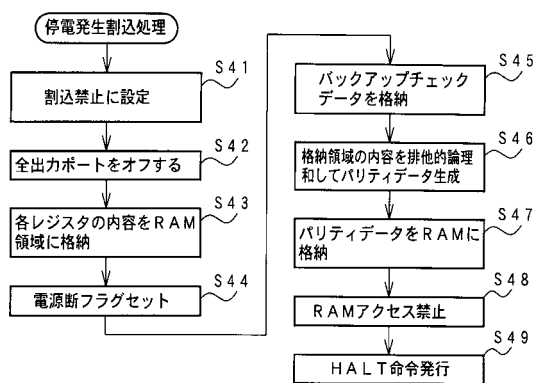 停電発生割込処理
S41
割込禁止に設定
S42
全出力ポートをオフする
S43
各レジスタの内容をRAM
領域に格納
S44
電源断フラグセット
S45
バックアップチェック
データを格納
S46
格納領域の内容を排他的論理
和してパリティデータ生成
S47
パリティデータをRAMに
格納
S48
RAMアクセス禁止
S49
HALT命令発行